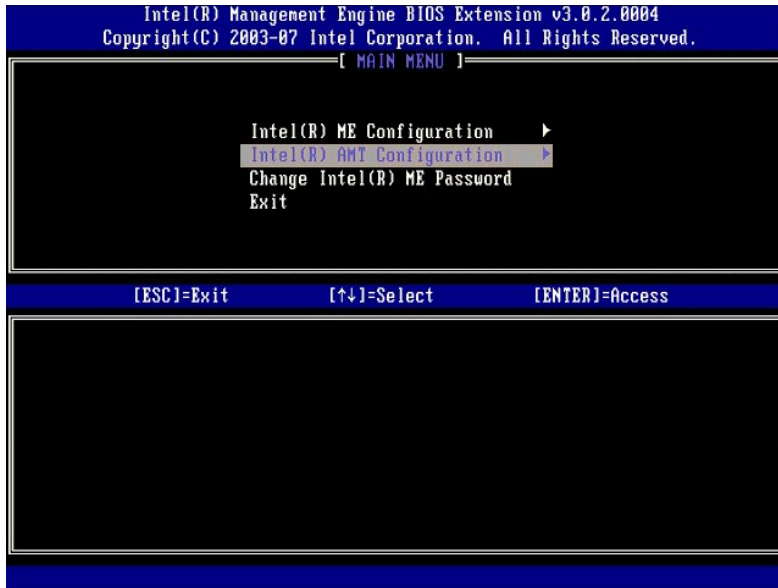 Intel(R) Management Engine BIOS Extension v3.0.2.0004
Copyright(C) 2003-07 Intel Corporation. All Rights Reserved.
[ MAIN MENU ]
Intel(R) ME Configuration ►
Intel(R) AMT Configuration ►
Change Intel(R) ME Password
Exit
[ESC]=Exit [↑↓]=Select [ENTER]=Access